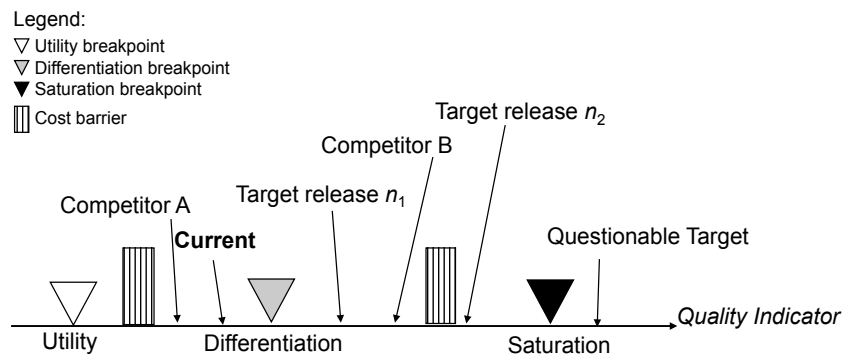 Legend:
Utility breakpoint
Differentiation breakpoint
Saturation breakpoint
Cost barrier
Target release n₂
Competitor B
Target release n₁
Competitor A
Current
Questionable Target
Quality Indicator
Utility
Differentiation
Saturation